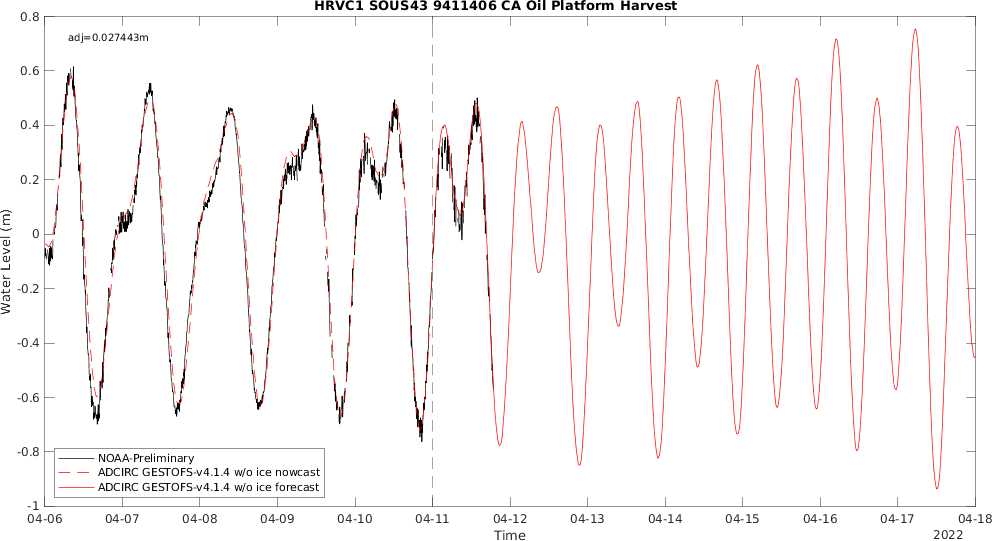 HRVC1 SOUS43 9411406 CA Oil Platform Harvest
adj=0.027443m
0.8
0.6
0.4
0.2
0
-0.2
-0.4
-0.6
-0.8
-1
Water Level (m)
NOAA-Preliminary
ADCIRC GESTOFS-v4.1.4 w/o ice nowcast
ADCIRC GESTOFS-v4.1.4 w/o ice forecast
04-06 04-07 04-08 04-09 04-10 04-11 04-12 04-13 04-14 04-15 04-16 04-17 04-18
Time
2022